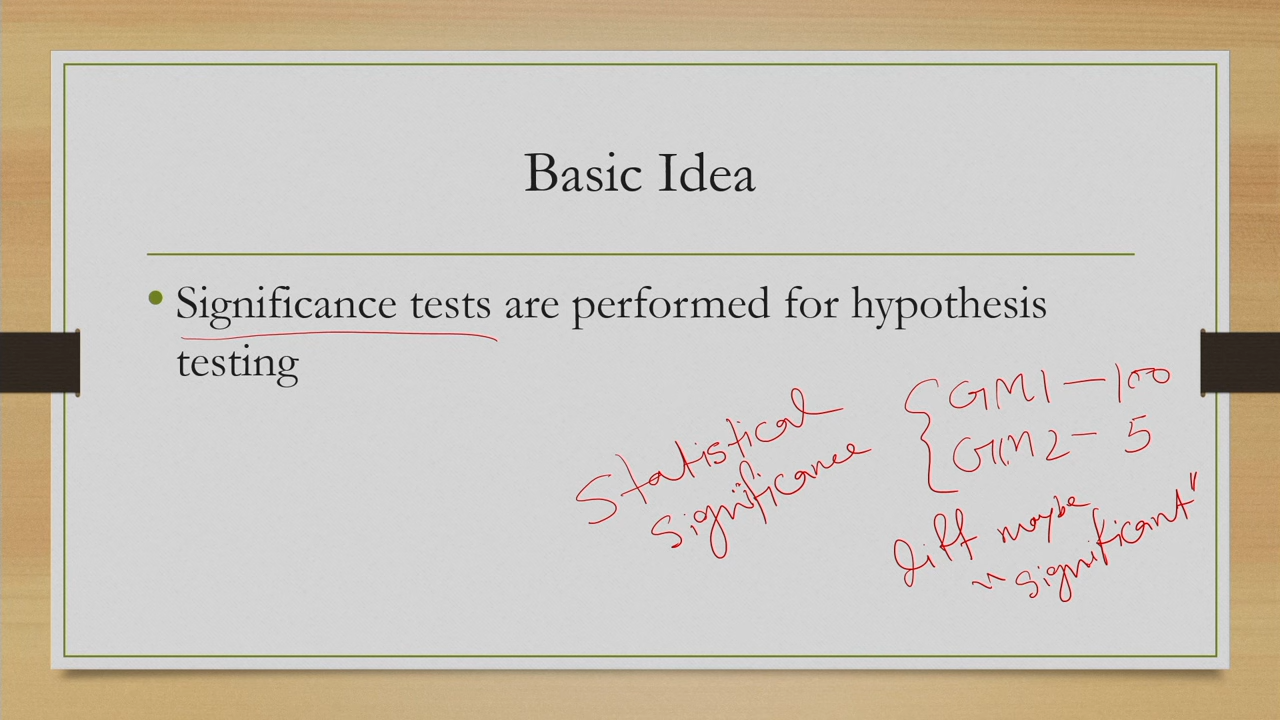 Basic Idea
• Significance tests are performed for hypothesis
testing
Statistical
significance
GM1 — 100
GM2 - 5
diff maybe
"significant"